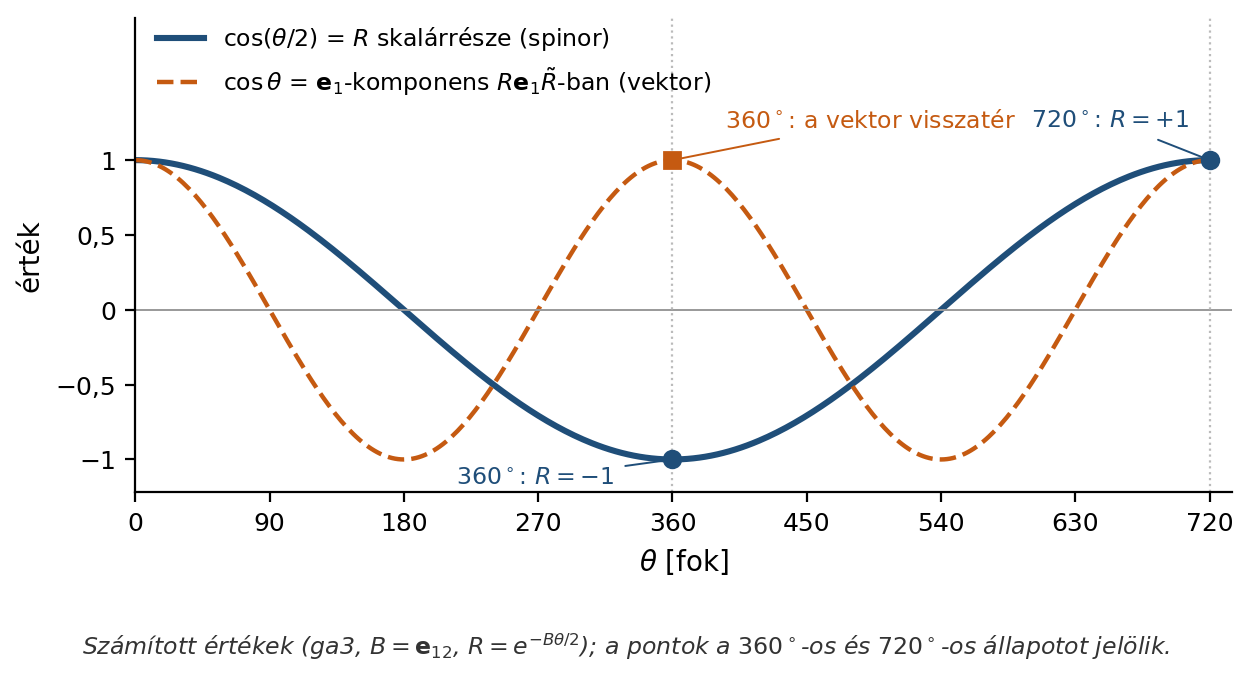 cos(θ/2) = R skalárrésze (spinor)
cos θ = e₁-komponens Re₁R̃-ban (vektor)
360°: a vektor visszatér
720°: R = +1
1
0,5
0
−0,5
−1
érték
360°: R = −1
0 90 180 270 360 450 540 630 720
θ [fok]
Számított értékek (ga3, B = e₁₂, R = e^{−Bθ/2}); a pontok a 360°-os és 720°-os állapotot jelölik.